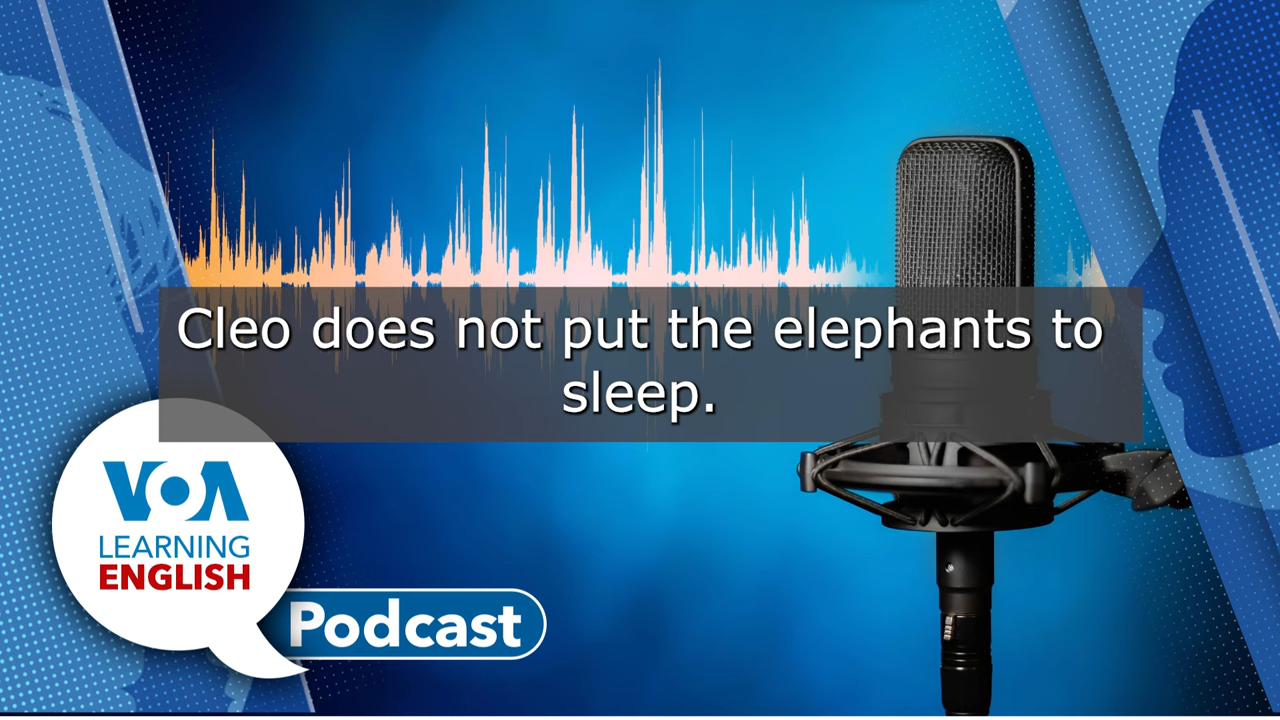 Cleo does not put the elephants to
sleep.
VOA
LEARNING
ENGLISH
Podcast